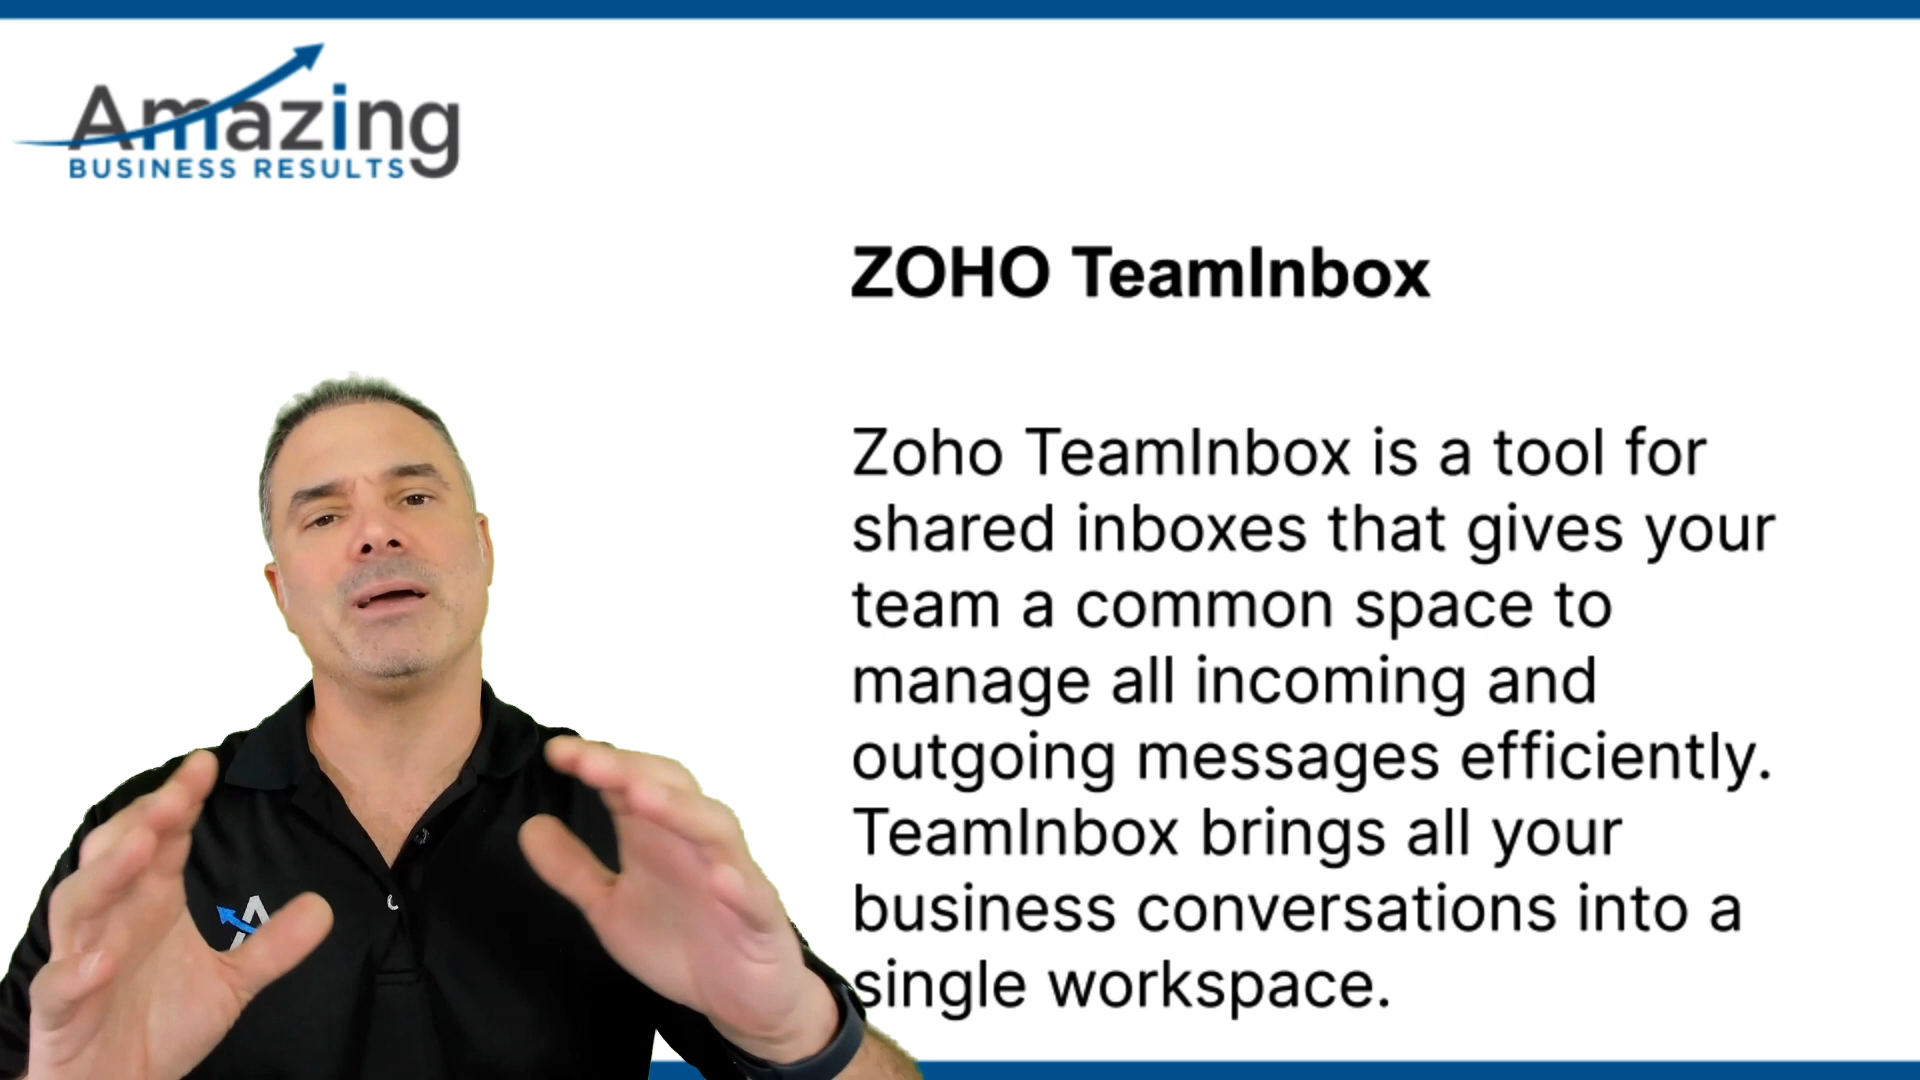 Amazing
BUSINESS RESULTS
ZOHO TeamInbox
Zoho TeamInbox is a tool for
shared inboxes that gives your
team a common space to
manage all incoming and
outgoing messages efficiently.
TeamInbox brings all your
business conversations into a
single workspace.